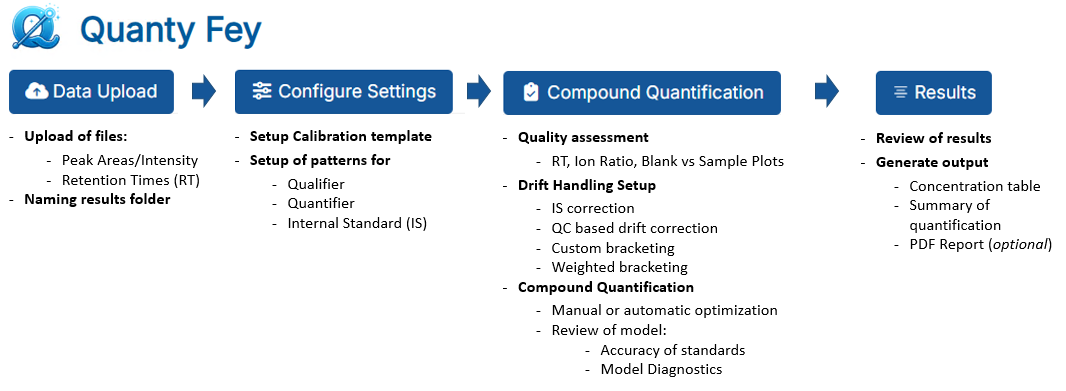 Quanty Fey
Data Upload
- Upload of files:
- Peak Areas/Intensity
- Retention Times (RT)
- Naming results folder
Configure Settings
- Setup Calibration template
- Setup of patterns for
- Qualifier
- Quantifier
- Internal Standard (IS)
Compound Quantification
- Quality assessment
- RT, Ion Ratio, Blank vs Sample Plots
- Drift Handling Setup
- IS correction
- QC based drift correction
- Custom bracketing
- Weighted bracketing
- Compound Quantification
- Manual or automatic optimization
- Review of model:
- Accuracy of standards
- Model Diagnostics
Results
- Review of results
- Generate output
- Concentration table
- Summary of
quantification
- PDF Report (optional)